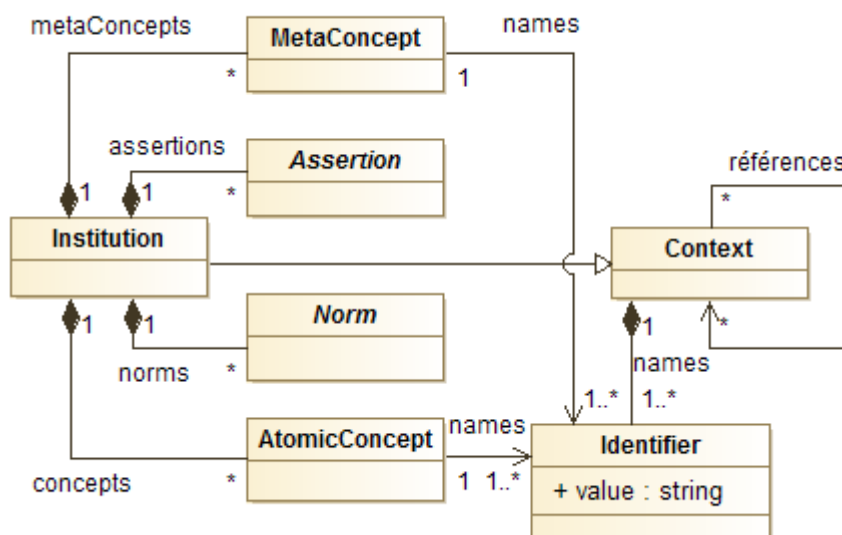 metaConcepts
MetaConcept
names
*
1
assertions
Assertion
références
1
1
*
*
Institution
Context
1
1
Norm
1
*
norms
*
names
1..*
1..*
AtomicConcept
names
Identifier
concepts
*
1
1..*
+ value : string